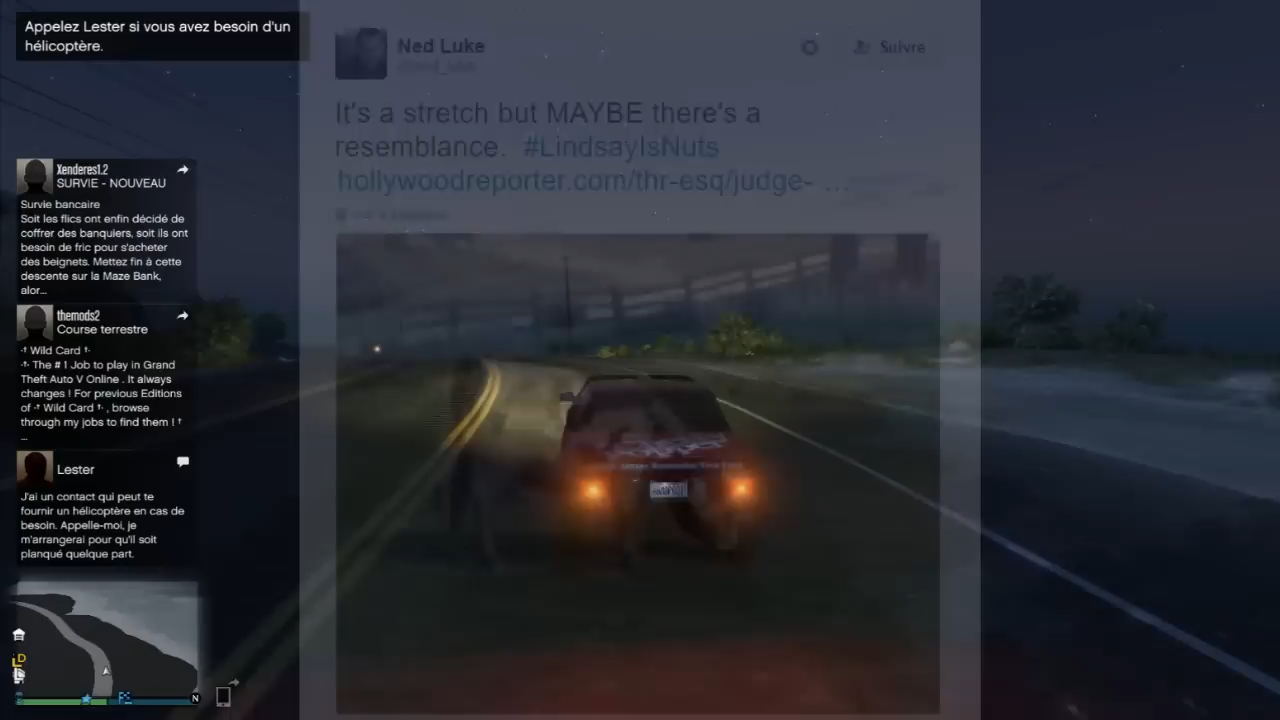 Appelez Lester si vous avez besoin d'un
hélicoptère.
Ned Luke
Suivre
It's a stretch but MAYBE there's a
resemblance. #LindsayIsNuts
hollywoodreporter.com/thr-esq/judge- ...
Xenderes1.2
SURVIE - NOUVEAU
Survie bancaire
Soit les flics ont enfin décidé de
coffrer des banquiers, soit ils ont
besoin de fric pour s'acheter
des beignets. Mettez fin à cette
descente sur la Maze Bank,
alor...
themods2
Course terrestre
Wild Card
The # 1 Job to play in Grand
Theft Auto V Online . It always
changes ! For previous Editions
of Wild Card , browse
through my jobs to find them !
...
Lester
J'ai un contact qui peut te
fournir un hélicoptère en cas de
besoin. Appelle-moi, je
m'arrangerai pour qu'il soit
planqué quelque part.
D
L
N